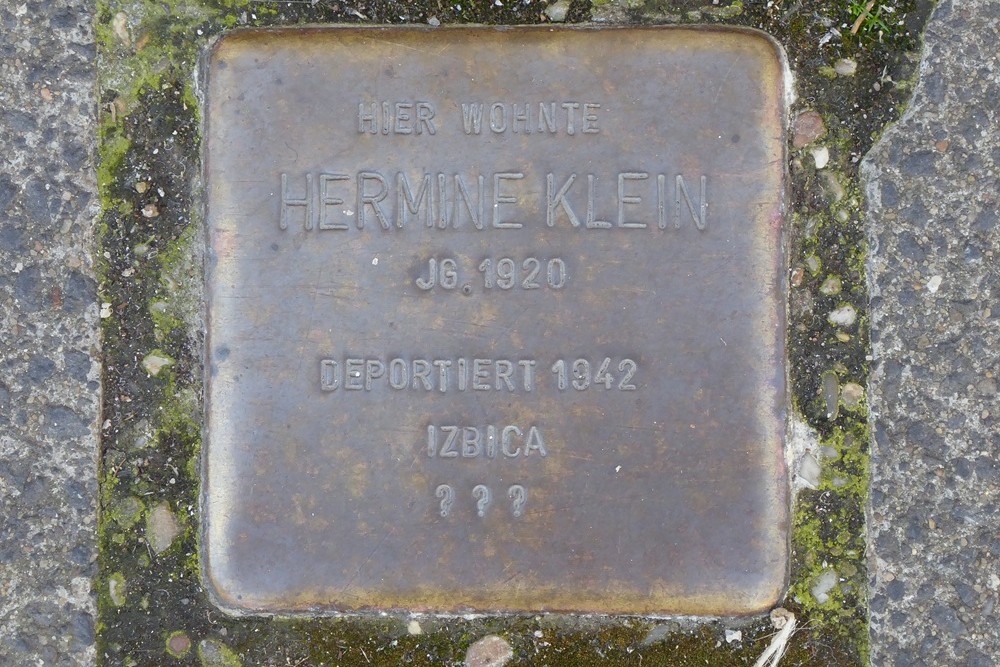 HIER WOHNTE
HERMINE KLEIN
JG. 1920
DEPORTIERT 1942
IZBICA
? ? ?